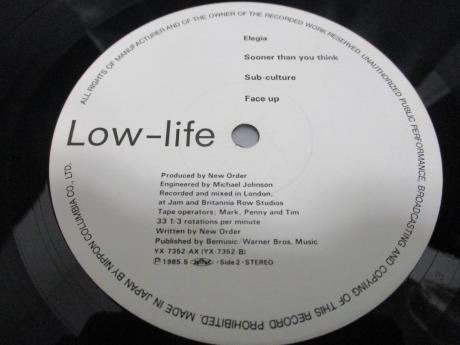 Elegia
Sooner than you think
Sub-culture
Face up
Low-life
Produced by New Order
Engineered by Michael Johnson
Recorded and mixed in London,
at Jam and Britannia Row Studios
Tape operators: Mark, Penny and Tim
33 1/3 rotations per minute
Written by New Order
Published by Bemusic/Warner Bros. Music
YX-7352-AX (YX-7352 B)
Ⓟ 1985.5 · Side 2 · STEREO
ALL RIGHTS OF MANUFACTURER AND OF THE OWNER OF THE RECORDED WORK RESERVED. UNAUTHORIZED PUBLIC PERFORMANCE, BROADCASTING AND COPYING OF THIS RECORD PROHIBITED. MADE IN JAPAN BY NIPPON COLUMBIA CO., LTD.